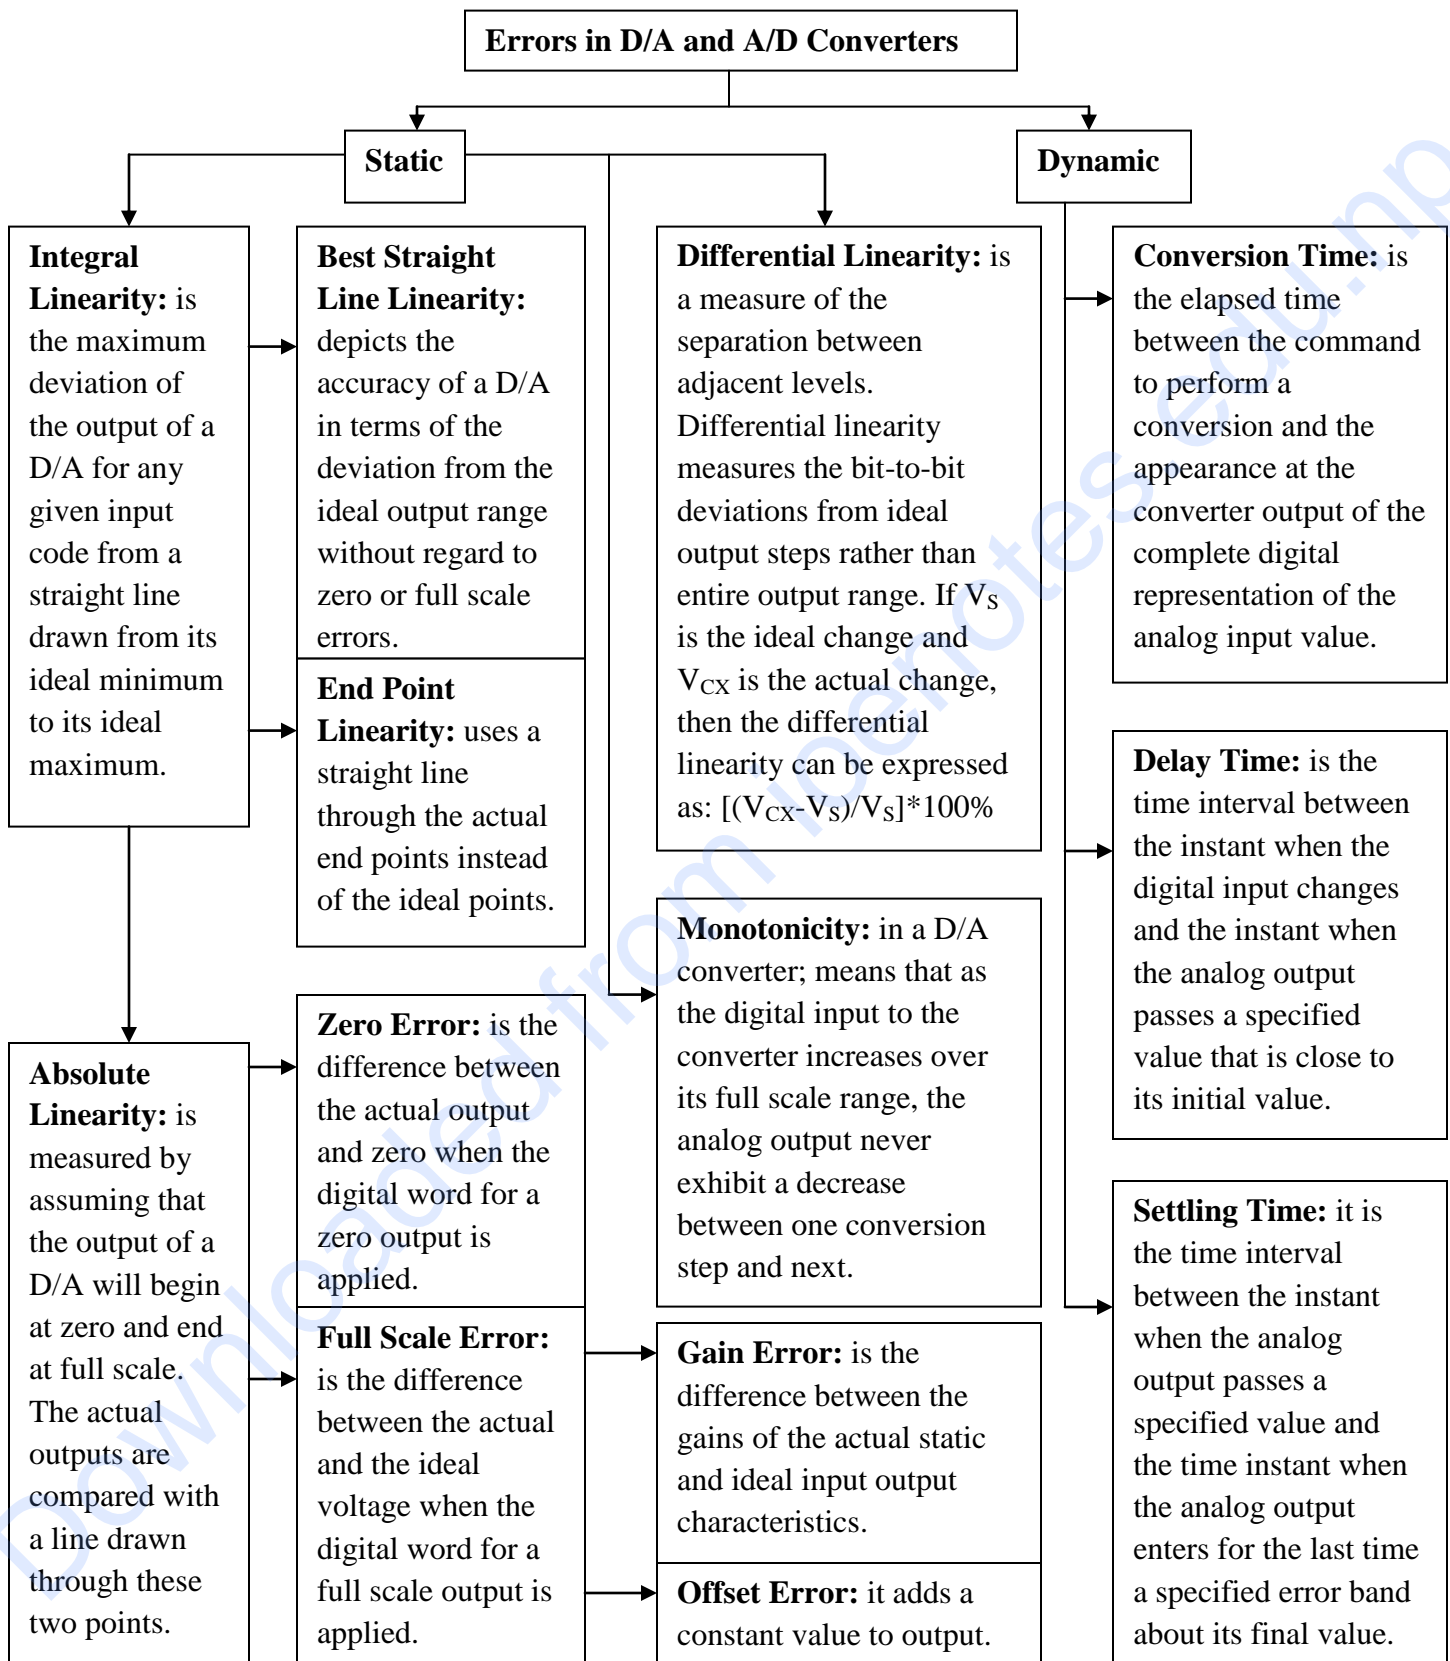 Errors in D/A and A/D Converters
Static
Dynamic
Integral
Linearity: is
the maximum
deviation of
the output of a
D/A for any
given input
code from a
straight line
drawn from its
ideal minimum
to its ideal
maximum.
Best Straight
Line Linearity:
depicts the
accuracy of a D/A
in terms of the
deviation from the
ideal output range
without regard to
zero or full scale
errors.
End Point
Linearity: uses a
straight line
through the actual
end points instead
of the ideal points.
Differential Linearity: is
a measure of the
separation between
adjacent levels.
Differential linearity
measures the bit-to-bit
deviations from ideal
output steps rather than
entire output range. If VS
is the ideal change and
VCX is the actual change,
then the differential
linearity can be expressed
as: [(VCX-VS)/VS]*100%
Conversion Time: is
the elapsed time
between the command
to perform a
conversion and the
appearance at the
converter output of the
complete digital
representation of the
analog input value.
Delay Time: is the
time interval between
the instant when the
digital input changes
and the instant when
the analog output
passes a specified
value that is close to
its initial value.
Monotonicity: in a D/A
converter; means that as
the digital input to the
converter increases over
its full scale range, the
analog output never
exhibit a decrease
between one conversion
step and next.
Absolute
Linearity: is
measured by
assuming that
the output of a
D/A will begin
at zero and end
at full scale.
The actual
outputs are
compared with
a line drawn
through these
two points.
Zero Error: is the
difference between
the actual output
and zero when the
digital word for a
zero output is
applied.
Full Scale Error:
is the difference
between the actual
and the ideal
voltage when the
digital word for a
full scale output is
applied.
Gain Error: is the
difference between the
gains of the actual static
and ideal input output
characteristics.
Offset Error: it adds a
constant value to output.
Settling Time: it is
the time interval
between the instant
when the analog
output passes a
specified value and
the time instant when
the analog output
enters for the last time
a specified error band
about its final value.
Downloaded from ioenotes.edu.np